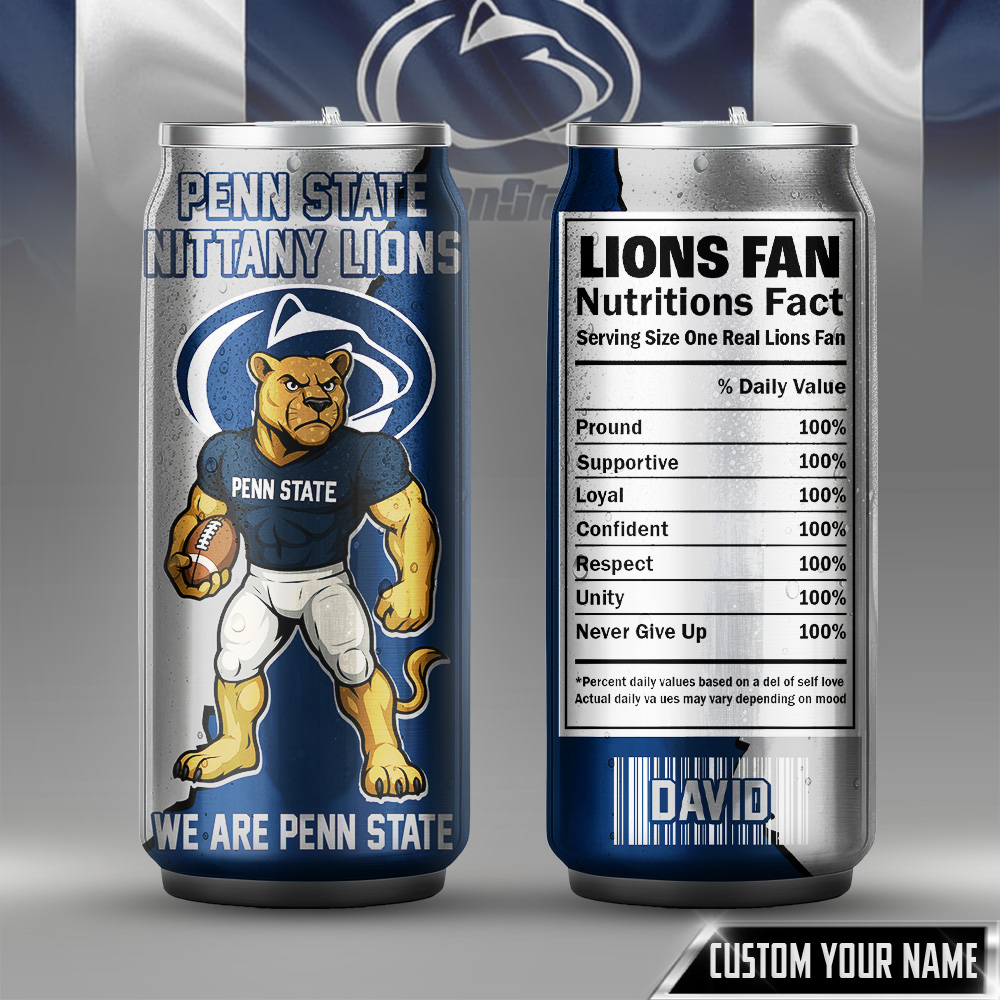 PENN STATE
NITTANY LIONS
PENN STATE
WE ARE PENN STATE
LIONS FAN
Nutritions Fact
Serving Size One Real Lions Fan
% Daily Value
Pround 100%
Supportive 100%
Loyal 100%
Confident 100%
Respect 100%
Unity 100%
Never Give Up 100%
*Percent daily values based on a del of self love
Actual daily va ues may vary depending on mood
DAVID
CUSTOM YOUR NAME